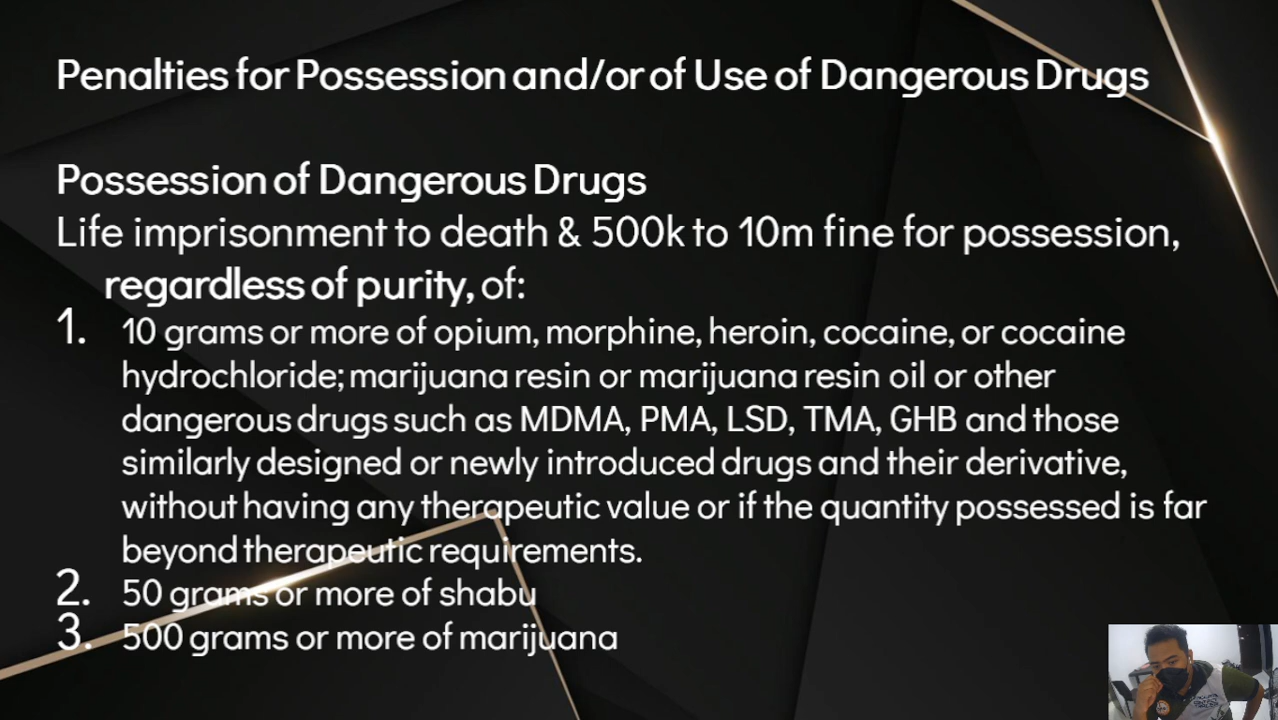 Penalties for Possession and/or of Use of Dangerous Drugs
Possession of Dangerous Drugs
Life imprisonment to death & 500k to 10m fine for possession,
regardless of purity, of:
1. 10 grams or more of opium, morphine, heroin, cocaine, or cocaine
hydrochloride; marijuana resin or marijuana resin oil or other
dangerous drugs such as MDMA, PMA, LSD, TMA, GHB and those
similarly designed or newly introduced drugs and their derivative,
without having any therapeutic value or if the quantity possessed is far
beyond therapeutic requirements.
2. 50 grams or more of shabu
3. 500 grams or more of marijuana